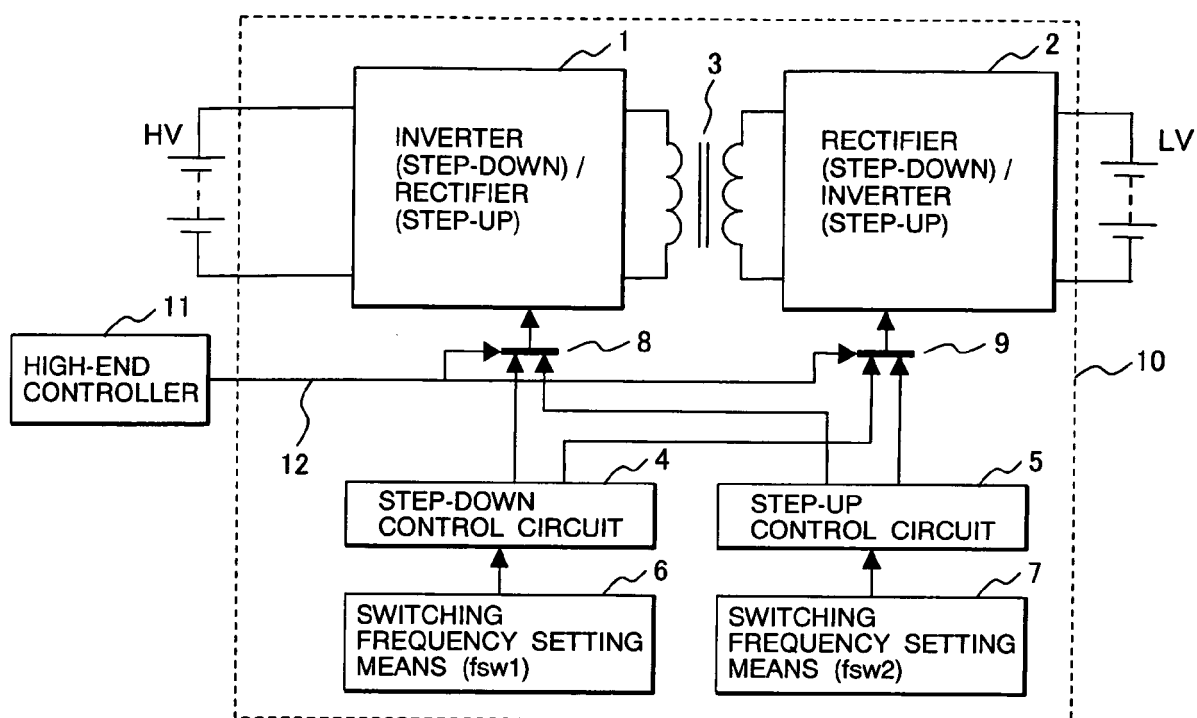 1
2
3
HV
LV
INVERTER
(STEP-DOWN) /
RECTIFIER
(STEP-UP)
RECTIFIER
(STEP-DOWN) /
INVERTER
(STEP-UP)
11
8
9
10
HIGH-END
CONTROLLER
12
4
5
STEP-DOWN
CONTROL CIRCUIT
STEP-UP
CONTROL CIRCUIT
6
7
SWITCHING
FREQUENCY SETTING
MEANS (fsw1)
SWITCHING
FREQUENCY SETTING
MEANS (fsw2)